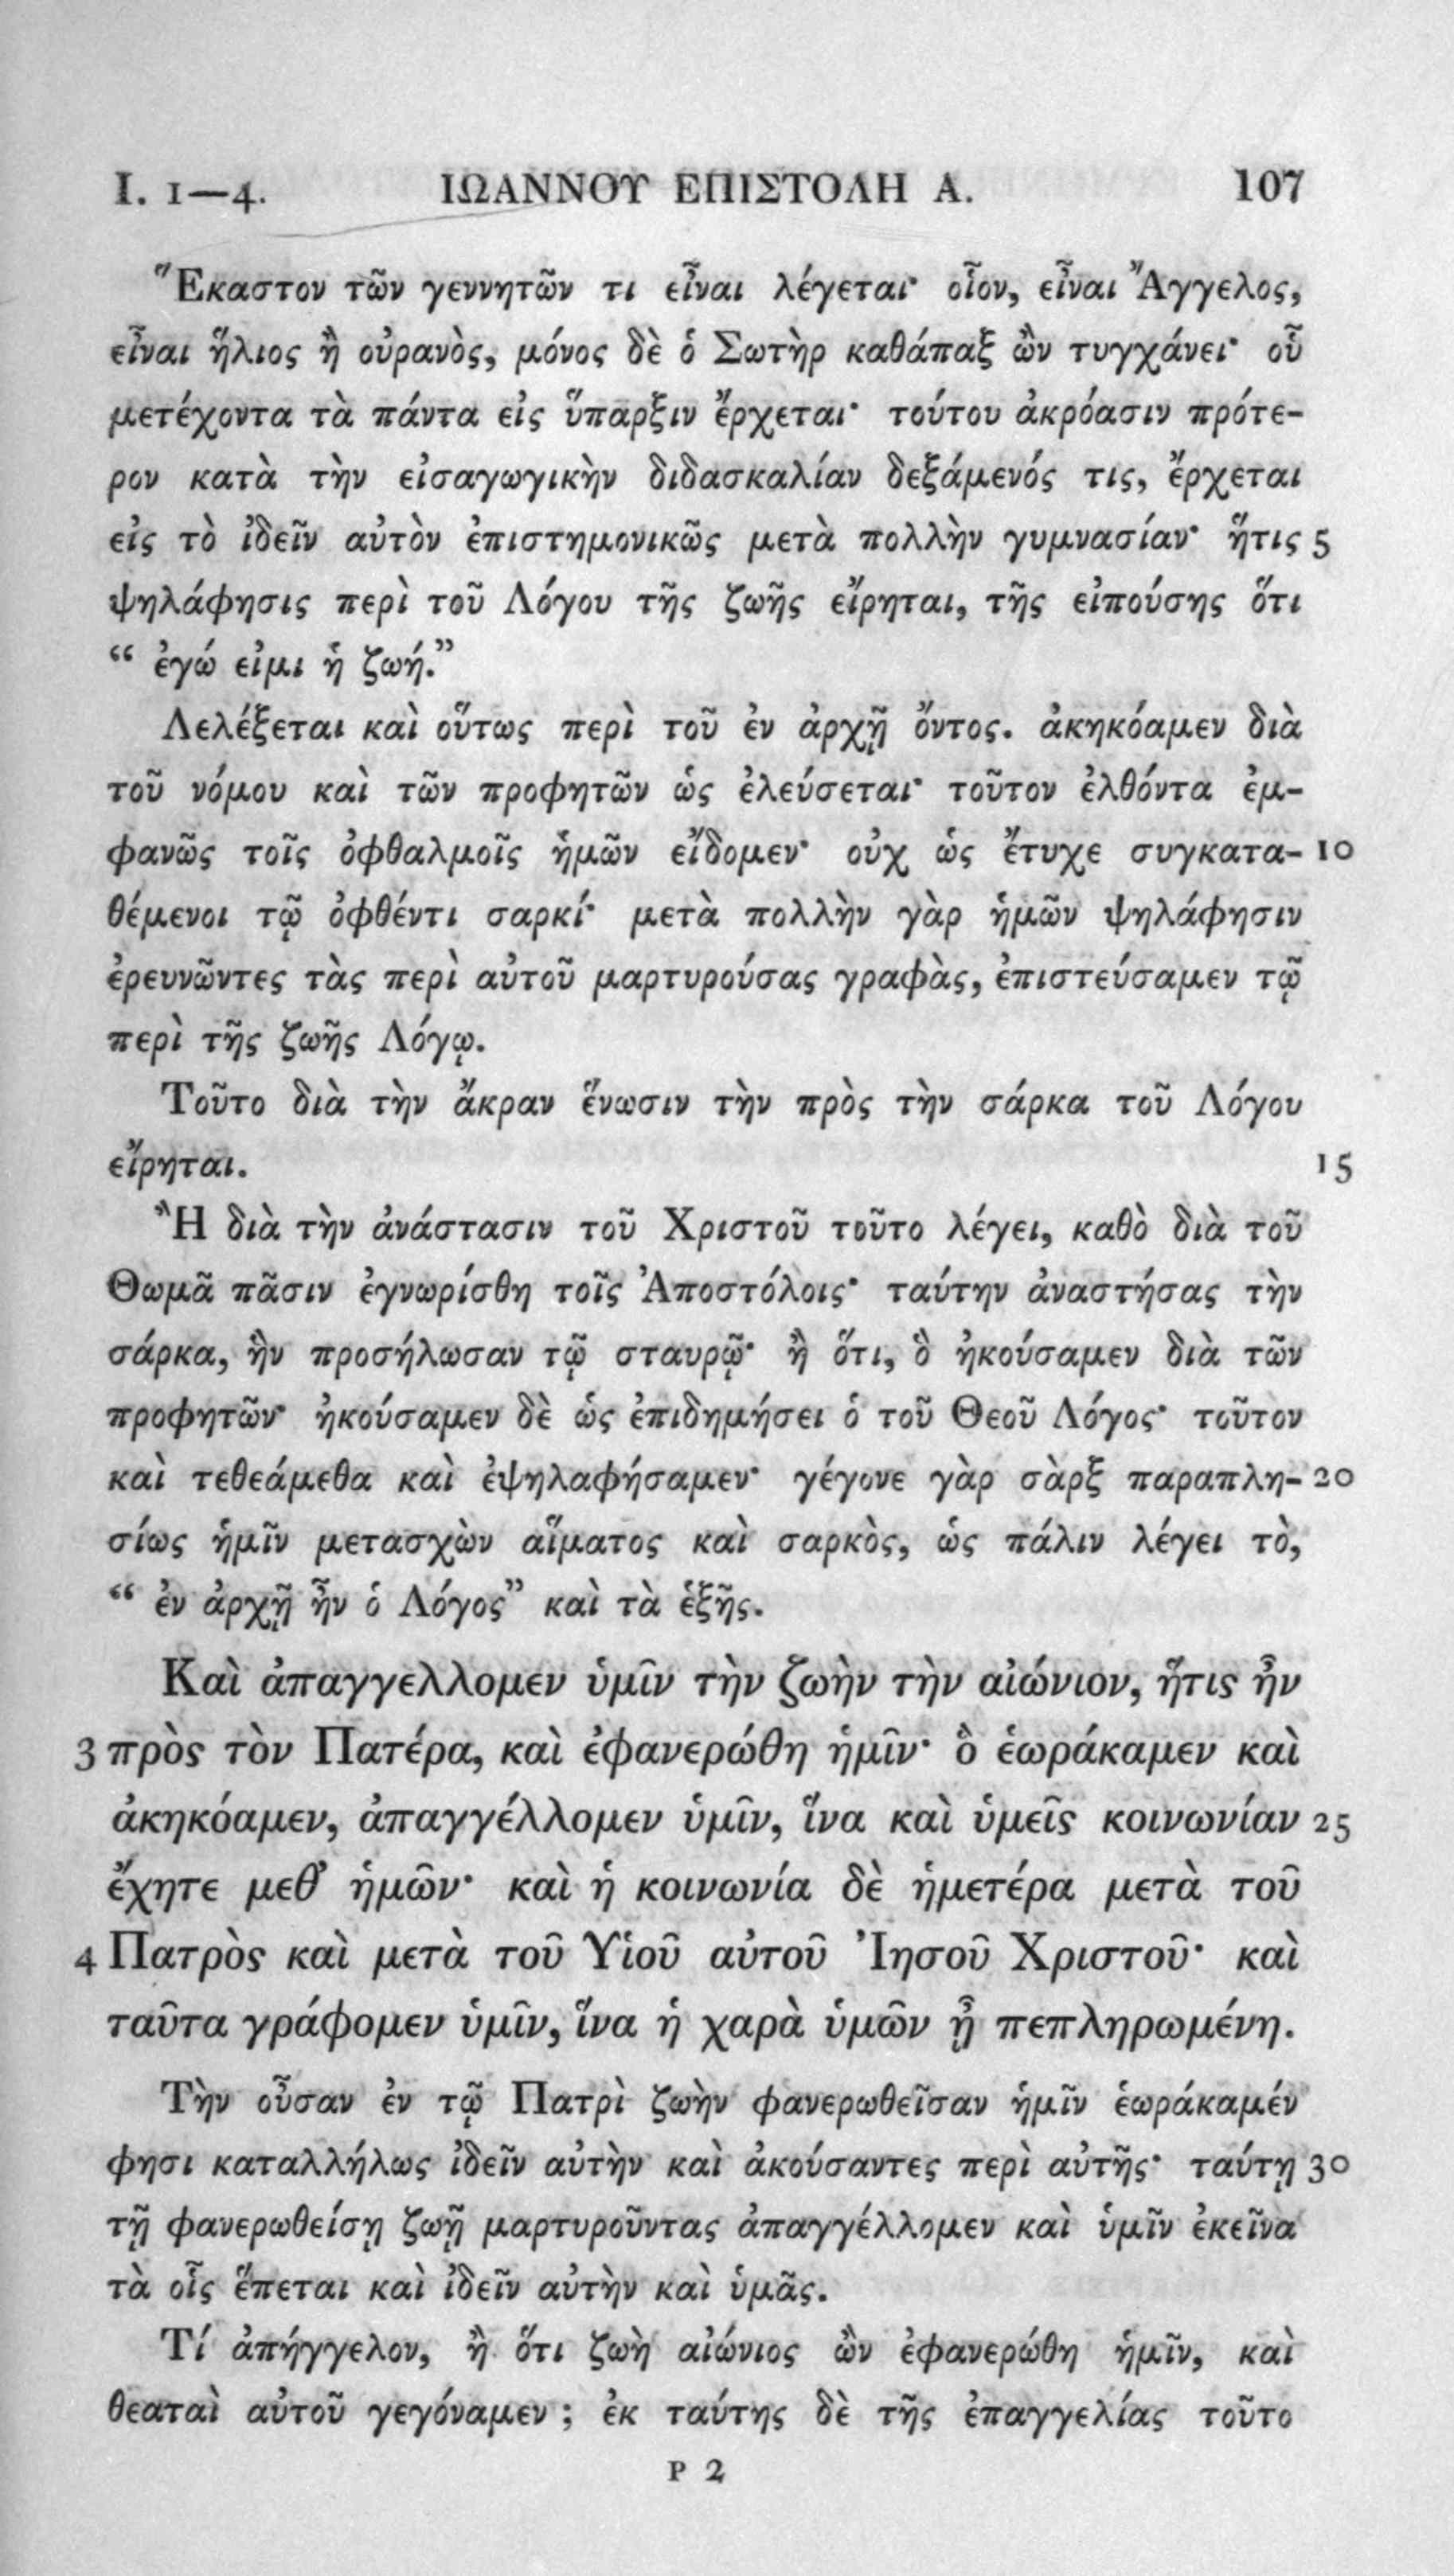 I. 1—4. ΙΩΑΝΝΟΥ ΕΠΙΣΤΟΛΗ Α. 107
Ἕκαστον τῶν γεννητῶν τι εἶναι λέγεται· οἷον, εἶναι Ἄγγελος,
εἶναι ἥλιος ἢ οὐρανὸς, μόνος δὲ ὁ Σωτὴρ καθάπαξ ὢν τυγχάνει· οὗ
μετέχοντα τὰ πάντα εἰς ὕπαρξιν ἔρχεται· τούτου ἀκρόασιν πρότε-
ρον κατὰ τὴν εἰσαγωγικὴν διδασκαλίαν δεξάμενός τις, ἔρχεται
εἰς τὸ ἰδεῖν αὐτὸν ἐπιστημονικῶς μετὰ πολλὴν γυμνασίαν· ἥτις 5
ψηλάφησις περὶ τοῦ Λόγου τῆς ζωῆς εἴρηται, τῆς εἰπούσης ὅτι
“ ἐγώ εἰμι ἡ ζωή.”
Λελέξεται καὶ οὕτως περὶ τοῦ ἐν ἀρχῇ ὄντος. ἀκηκόαμεν διὰ
τοῦ νόμου καὶ τῶν προφητῶν ὡς ἐλεύσεται· τοῦτον ἐλθόντα ἐμ-
φανῶς τοῖς ὀφθαλμοῖς ἡμῶν εἴδομεν· οὐχ ὡς ἔτυχε συγκατα- 10
θέμενοι τῷ ὀφθέντι σαρκί· μετὰ πολλὴν γὰρ ἡμῶν ψηλάφησιν
ἐρευνῶντες τὰς περὶ αὐτοῦ μαρτυρούσας γραφὰς, ἐπιστεύσαμεν τῷ
περὶ τῆς ζωῆς Λόγῳ.
Τοῦτο διὰ τὴν ἄκραν ἕνωσιν τὴν πρὸς τὴν σάρκα τοῦ Λόγου
εἴρηται. 15
Ἢ διὰ τὴν ἀνάστασιν τοῦ Χριστοῦ τοῦτο λέγει, καθὸ διὰ τοῦ
Θωμᾶ πᾶσιν ἐγνωρίσθη τοῖς Ἀποστόλοις· ταύτην ἀναστήσας τὴν
σάρκα, ἣν προσήλωσαν τῷ σταυρῷ· ἢ ὅτι, ὃ ἠκούσαμεν διὰ τῶν
προφητῶν· ἠκούσαμεν δὲ ὡς ἐπιδημήσει ὁ τοῦ Θεοῦ Λόγος· τοῦτον
καὶ τεθεάμεθα καὶ ἐψηλαφήσαμεν· γέγονε γὰρ σὰρξ παραπλη- 20
σίως ἡμῖν μετασχὼν αἵματος καὶ σαρκὸς, ὡς πάλιν λέγει τὸ,
“ ἐν ἀρχῇ ἦν ὁ Λόγος” καὶ τὰ ἑξῆς.
Καὶ ἀπαγγελλομεν ὑμῖν τὴν ζωὴν τὴν αἰώνιον, ἥτις ἦν
3 πρὸς τὸν Πατέρα, καὶ ἐφανερώθη ἡμῖν· ὃ ἑωράκαμεν καὶ
ἀκηκόαμεν, ἀπαγγέλλομεν ὑμῖν, ἵνα καὶ ὑμεῖς κοινωνίαν 25
ἔχητε μεθ’ ἡμῶν· καὶ ἡ κοινωνία δὲ ἡμετέρα μετὰ τοῦ
4 Πατρὸς καὶ μετὰ τοῦ Υἱοῦ αὐτοῦ Ἰησοῦ Χριστοῦ· καὶ
ταῦτα γράφομεν ὑμῖν, ἵνα ἡ χαρὰ ὑμῶν ᾖ πεπληρωμένη.
Τὴν οὖσαν ἐν τῷ Πατρὶ ζωὴν φανερωθεῖσαν ἡμῖν ἑωράκαμέν
φησι καταλλήλως ἰδεῖν αὐτὴν καὶ ἀκούσαντες περὶ αὐτῆς· ταύτῃ 30
τῇ φανερωθείσῃ ζωῇ μαρτυροῦντας ἀπαγγέλλομεν καὶ ὑμῖν ἐκεῖνα
τὰ οἷς ἕπεται καὶ ἰδεῖν αὐτὴν καὶ ὑμᾶς.
Τί ἀπήγγελον, ἢ ὅτι ζωὴ αἰώνιος ὢν ἐφανερώθη ἡμῖν, καὶ
θεαταὶ αὐτοῦ γεγόναμεν ; ἐκ ταύτης δὲ τῆς ἐπαγγελίας τοῦτο
P 2